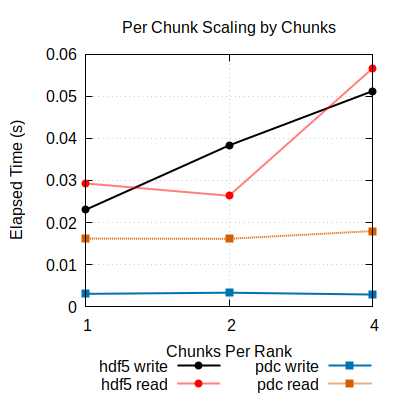 Per Chunk Scaling by Chunks
0.06
0.05
0.04
0.03
0.02
0.01
0
Elapsed Time (s)
1 2 4
Chunks Per Rank
hdf5 write pdc write
hdf5 read pdc read